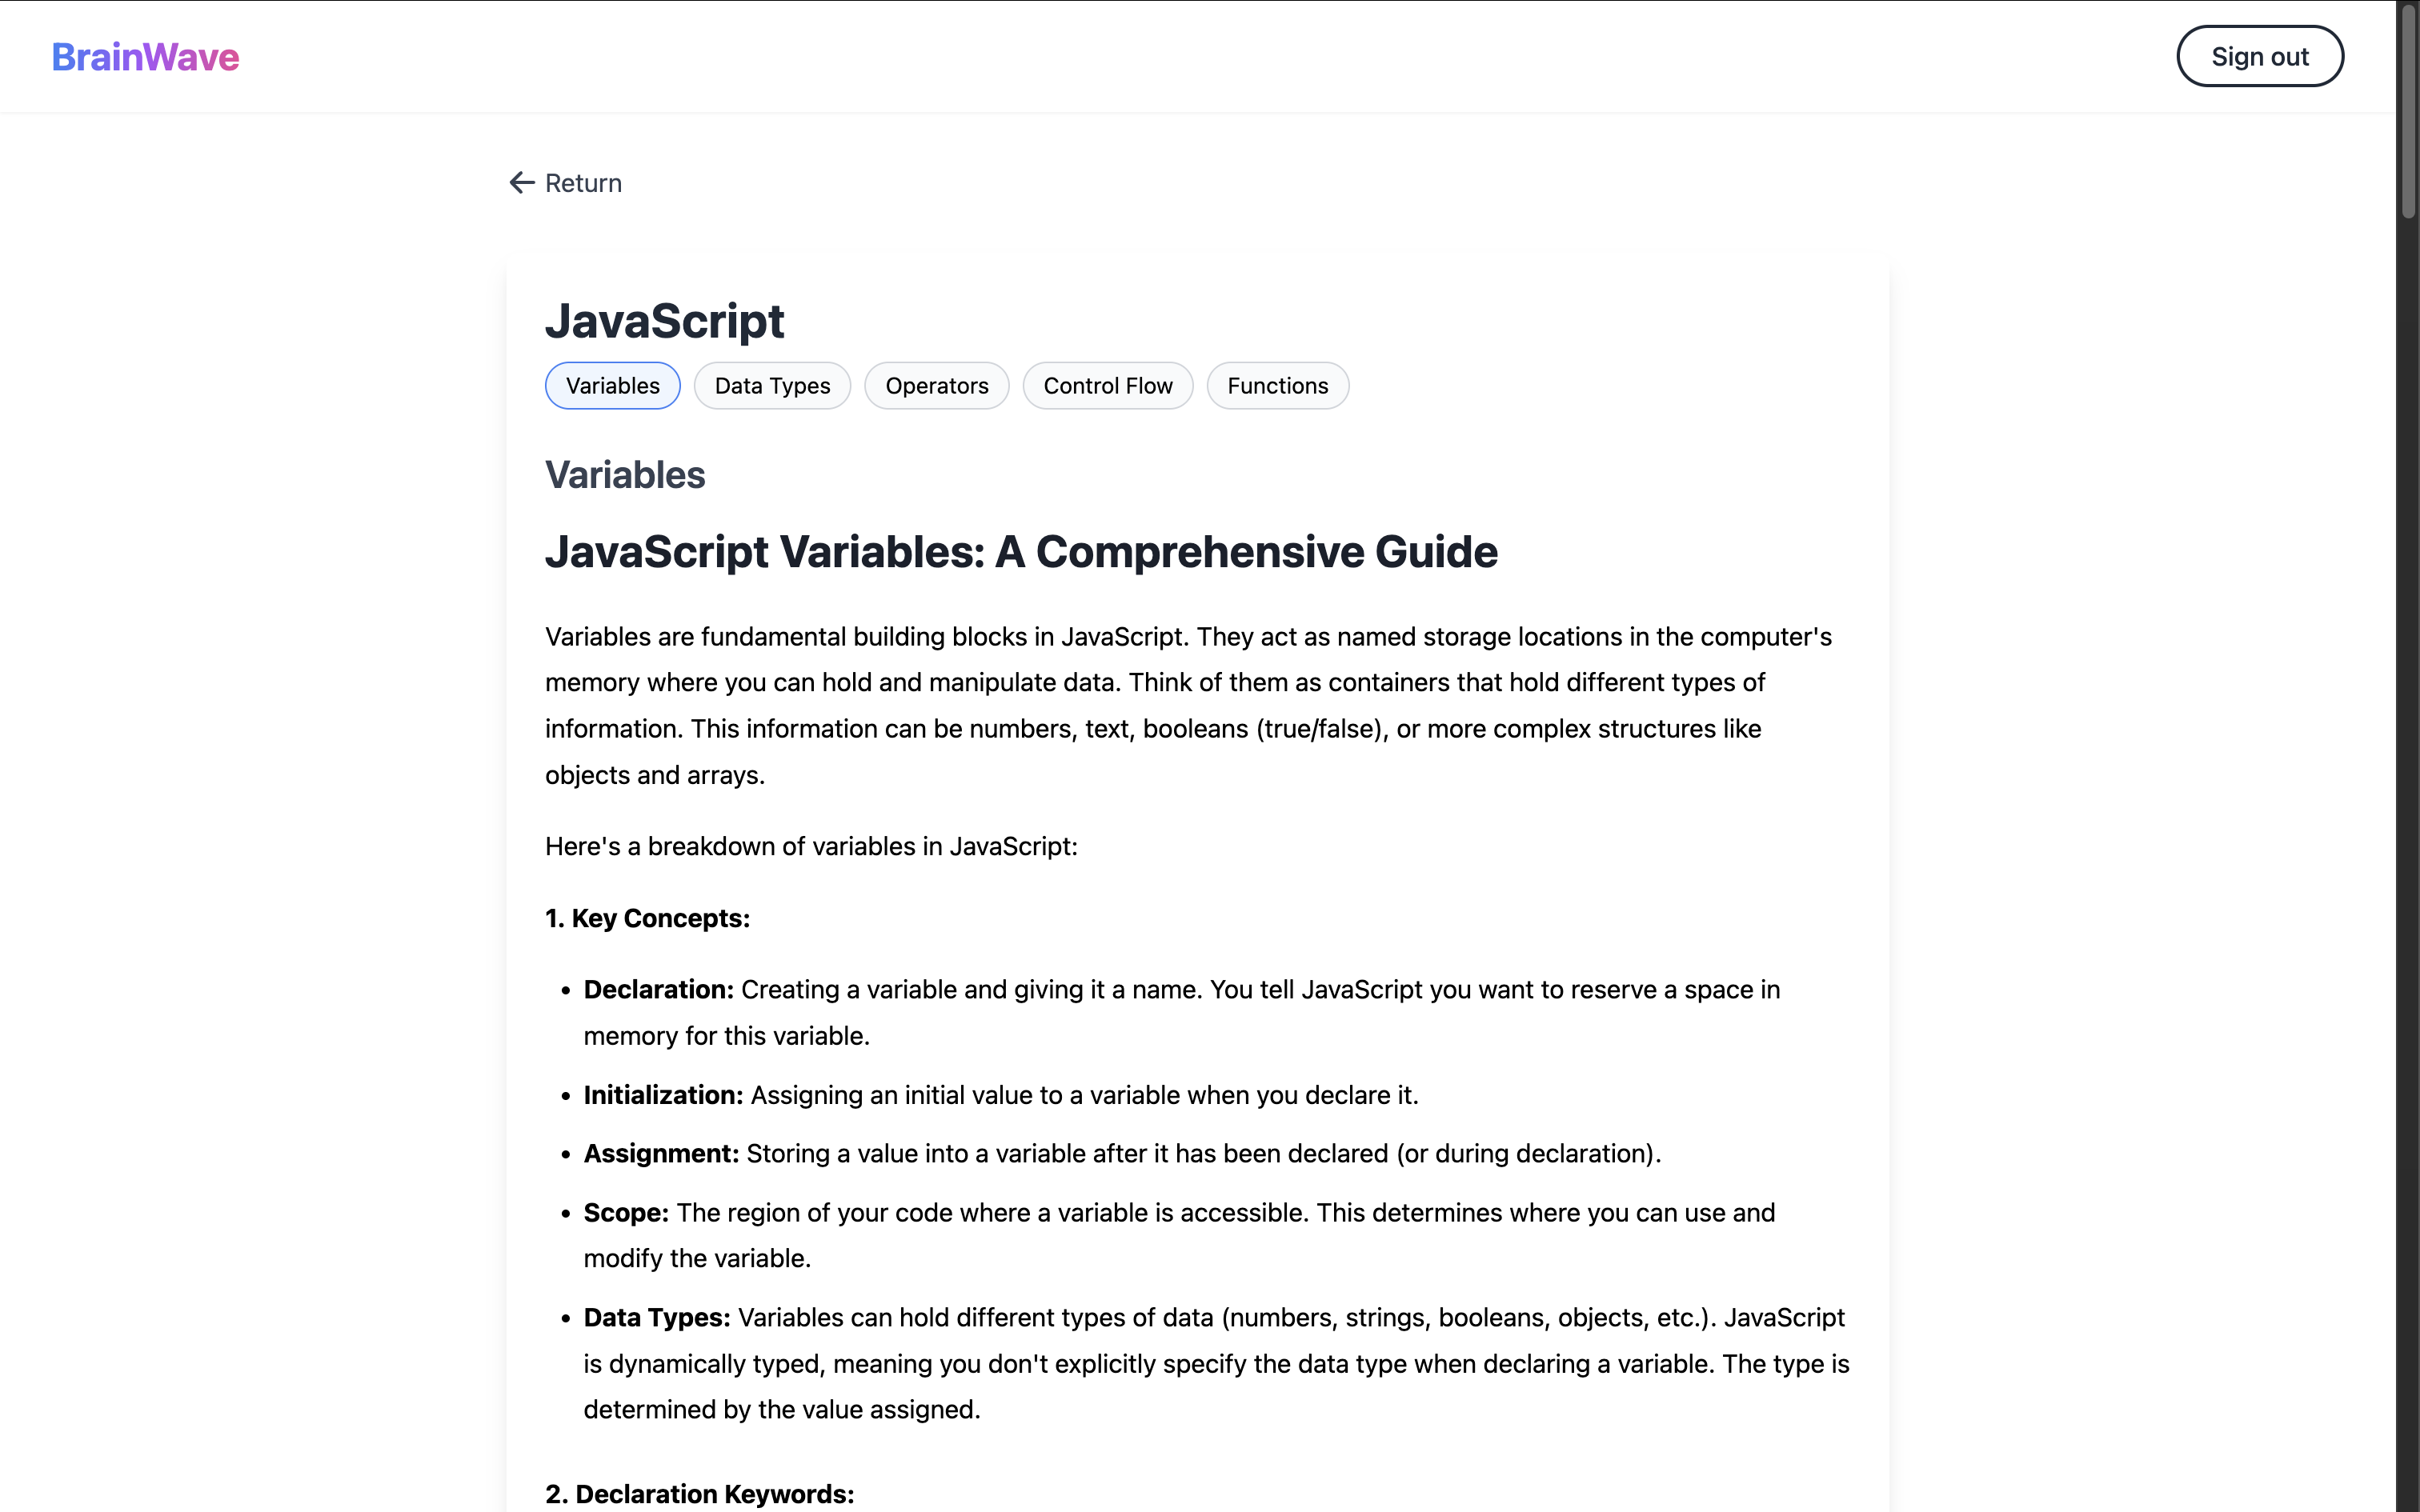 BrainWave
Sign out
← Return
JavaScript
Variables
Data Types
Operators
Control Flow
Functions
Variables
JavaScript Variables: A Comprehensive Guide
Variables are fundamental building blocks in JavaScript. They act as named storage locations in the computer's
memory where you can hold and manipulate data. Think of them as containers that hold different types of
information. This information can be numbers, text, booleans (true/false), or more complex structures like
objects and arrays.
Here's a breakdown of variables in JavaScript:
1. Key Concepts:
• Declaration: Creating a variable and giving it a name. You tell JavaScript you want to reserve a space in
memory for this variable.
• Initialization: Assigning an initial value to a variable when you declare it.
• Assignment: Storing a value into a variable after it has been declared (or during declaration).
• Scope: The region of your code where a variable is accessible. This determines where you can use and
modify the variable.
• Data Types: Variables can hold different types of data (numbers, strings, booleans, objects, etc.). JavaScript
is dynamically typed, meaning you don't explicitly specify the data type when declaring a variable. The type is
determined by the value assigned.
2. Declaration Keywords: